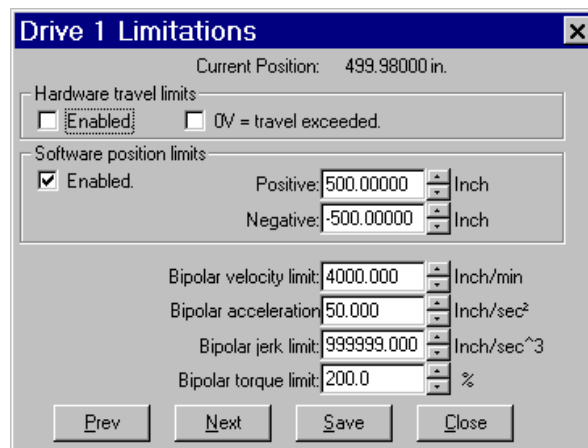 Drive 1 Limitations
Current Position: 499.98000 in.
Hardware travel limits
Enabled. 0V = travel exceeded.
Software position limits
Enabled. Positive: 500.00000 Inch
Negative: -500.00000 Inch
Bipolar velocity limit: 4000.000 Inch/min
Bipolar acceleration 50.000 Inch/sec²
Bipolar jerk limit: 999999.000 Inch/sec^3
Bipolar torque limit: 200.0 %
Prev Next Save Close